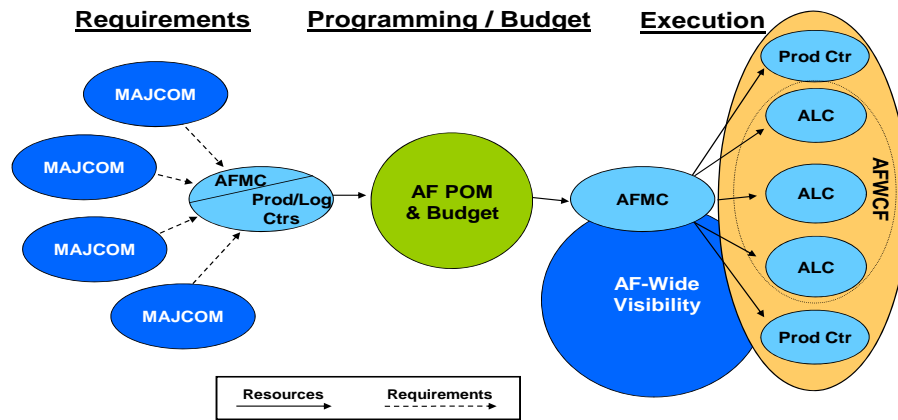 Requirements
Programming / Budget
Execution
MAJCOM
MAJCOM
MAJCOM
MAJCOM
AFMC
Prod/Log
Ctrs
AF POM
& Budget
AFMC
AF-Wide
Visibility
Prod Ctr
ALC
ALC
ALC
Prod Ctr
AFWCF
Resources
Requirements